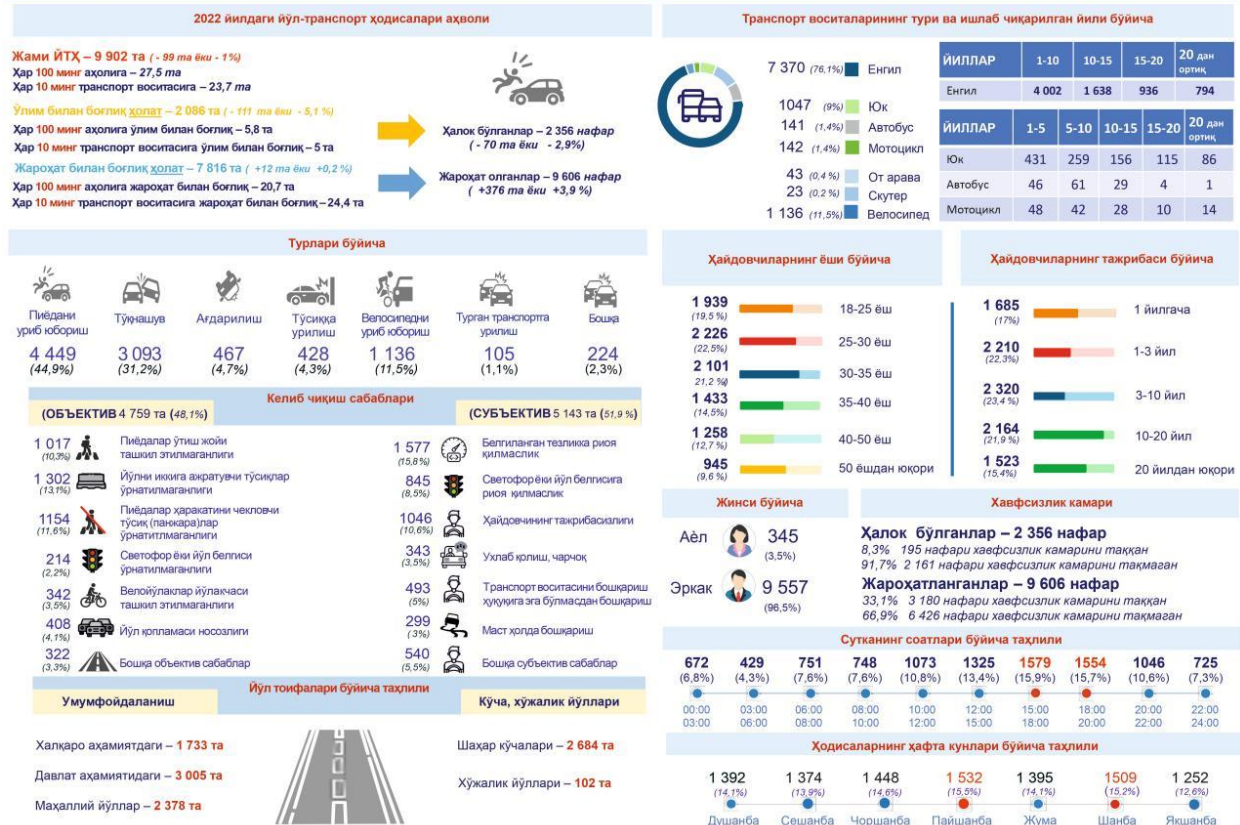 2022 йилдаги йўл-транспорт ҳодисалари аҳволи
Жами ЙТҲ – 9 902 та ( - 99 та ёки - 1%)
Ҳар 100 минг аҳолига – 27,5 та
Ҳар 10 минг транспорт воситасига – 23,7 та
Ўлим билан боғлиқ ҳолат – 2 086 та ( - 111 та ёки - 5,1 %)
Ҳар 100 минг аҳолига ўлим билан боғлиқ – 5,8 та
Ҳар 10 минг транспорт воситасига ўлим билан боғлиқ – 5 та
Жароҳат билан боғлиқ ҳолат – 7 816 та ( +12 та ёки +0,2 %)
Ҳар 100 минг аҳолига жароҳат билан боғлиқ – 20,7 та
Ҳар 10 минг транспорт воситасига жароҳат билан боғлиқ – 24,4 та
Ҳалок бўлганлар – 2 356 нафар
( - 70 та ёки - 2,9%)
Жароҳат олганлар – 9 606 нафар
( +376 та ёки +3,9 %)
Турлари бўйича
Пиёдани уриб юбориш
4 449
(44,9%)
Тўқнашув
3 093
(31,2%)
Ағдарилиш
467
(4,7%)
Тўсиққа урилиш
428
(4,3%)
Велосипедни уриб юбориш
1 136
(11,5%)
Турган транспортга урилиш
105
(1,1%)
Бошқа
224
(2,3%)
Келиб чиқиш сабаблари
(ОБЪЕКТИВ 4 759 та (48,1%)
1 017
(10,3%)
Пиёдалар ўтиш жойи
ташкил этилмаганлиги
1 302
(13,1%)
Йўлни иккига ажратувчи тўсиқлар
ўрнатилмаганлиги
1154
(11,6%)
Пиёдалар ҳаракатини чекловчи
тўсиқ (панжара)лар
ўрнатитлмаганлиги
214
(2,2%)
Светофор ёки йўл белгиси
ўрнатилмаганлиги
342
(3,5%)
Велойўлаклар йўлакчаси
ташкил этилмаганлиги
408
(4,1%)
Йўл қопламаси носозлиги
322
(3,3%)
Бошқа объектив сабаблар
(СУБЪЕКТИВ 5 143 та (51,9 %)
1 577
(15,8%)
Белгиланган тезликка риоя
қилмаслик
845
(8,5%)
Светофор ёки йўл белгисига
риоя қилмаслик
1046
(10,6%)
Ҳайдовчининг тажрибасизлиги
343
(3,5%)
Ухлаб қолиш, чарчоқ
493
(5%)
Транспорт воситасини бошқариш
ҳуқуқига эга бўлмасдан бошқариш
299
( 3%)
Маст ҳолда бошқариш
540
(5,5%)
Бошқа субъектив сабаблар
Йўл тоифалари бўйича таҳлили
Умумфойдаланиш
Халқаро аҳамиятдаги – 1 733 та
Давлат аҳамиятидаги – 3 005 та
Маҳаллий йўллар – 2 378 та
Кўча, хўжалик йўллари
Шаҳар кўчалари – 2 684 та
Хўжалик йўллари – 102 та
Транспорт воситаларининг тури ва ишлаб чиқарилган йили бўйича
7 370 (76,1%) Енгил
1047 (9%) Юк
141 (1,4%) Автобус
142 (1,4%) Мотоцикл
43 (0,4 %) От арава
23 (0,2 %) Скутер
1 136 (11,5%) Велосипед
ЙИЛЛАР 1-10 10-15 15-20 20 дан ортиқ
Енгил 4 002 1 638 936 794
ЙИЛЛАР 1-5 5-10 10-15 15-20 20 дан ортиқ
Юк 431 259 156 115 86
Автобус 46 61 29 4 1
Мотоцикл 48 42 28 10 14
Ҳайдовчиларнинг ёши бўйича
1 939
(19,5 %)
18-25 ёш
2 226
(22,5%)
25-30 ёш
2 101
21,2 %)
30-35 ёш
1 433
(14,5%)
35-40 ёш
1 258
(12,7 %)
40-50 ёш
945
(9,6 %)
50 ёшдан юқори
Ҳайдовчиларнинг тажрибаси бўйича
1 685
(17%)
1 йилгача
2 210
(22,3%)
1-3 йил
2 320
(23,4 %)
3-10 йил
2 164
(21,9 %)
10-20 йил
1 523
(15,4%)
20 йилдан юқори
Жинси бўйича
Аёл 345
(3,5%)
Эркак 9 557
(96,5%)
Хавфсизлик камари
Ҳалок бўлганлар – 2 356 нафар
8,3% 195 нафари хавфсизлик камарини таққан
91,7% 2 161 нафари хавфсизлик камарини тақмаган
Жароҳатланганлар – 9 606 нафар
33,1% 3 180 нафари хавфсизлик камарини таққан
66,9% 6 426 нафари хавфсизлик камарини тақмаган
Сутканинг соатлари бўйича таҳлили
672 429 751 748 1073 1325 1579 1554 1046 725
(6,8%) (4,3%) (7,6%) (7,6%) (10,8%) (13,4%) (15,9%) (15,7%) (10,6%) (7,3%)
00:00 03:00 06:00 08:00 10:00 12:00 15:00 18:00 20:00 22:00
03:00 06:00 08:00 10:00 12:00 15:00 18:00 20:00 22:00 24:00
Ҳодисаларнинг ҳафта кунлари бўйича таҳлили
1 392 1 374 1 448 1 532 1 395 1509 1 252
(14,1%) (13,9%) (14,6%) (15,5%) (14,1%) (15,2%) (12,6%)
Душанба Сешанба Чоршанба Пайшанба Жума Шанба Якшанба